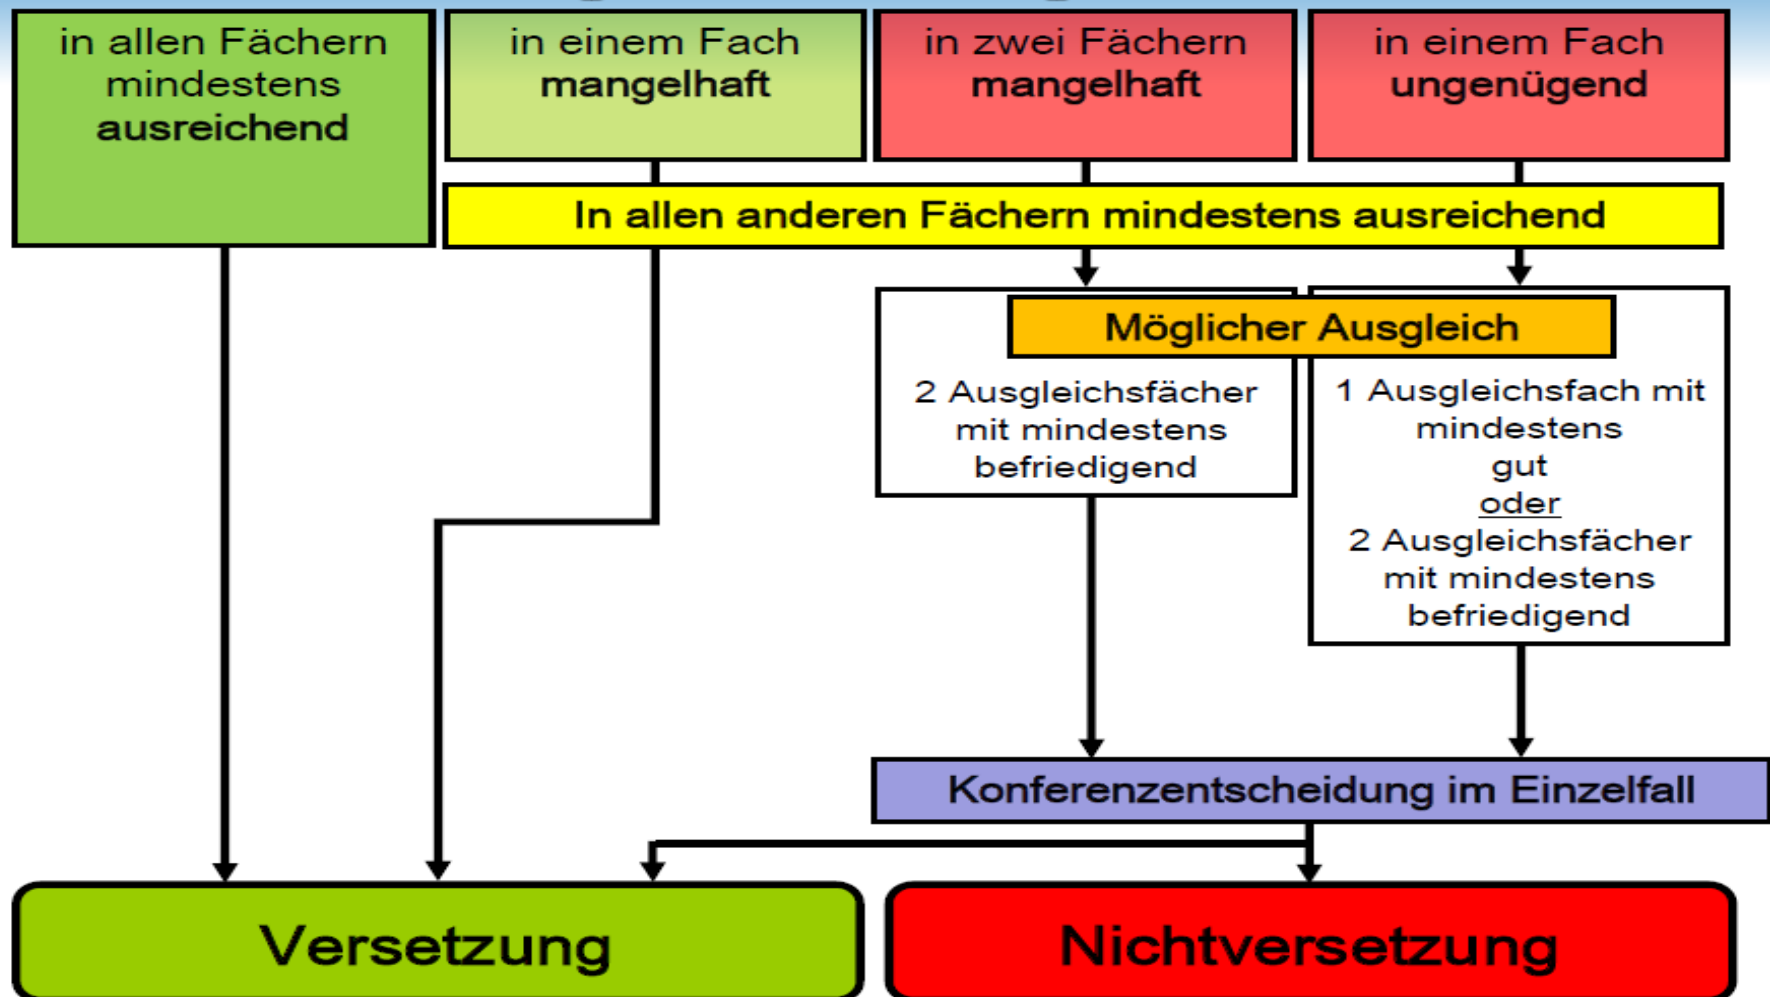 in allen Fächern
mindestens
ausreichend
in einem Fach
mangelhaft
in zwei Fächern
mangelhaft
in einem Fach
ungenügend
In allen anderen Fächern mindestens ausreichend
Möglicher Ausgleich
2 Ausgleichsfächer
mit mindestens
befriedigend
1 Ausgleichsfach mit
mindestens
gut
oder
2 Ausgleichsfächer
mit mindestens
befriedigend
Konferenzentscheidung im Einzelfall
Versetzung
Nichtversetzung